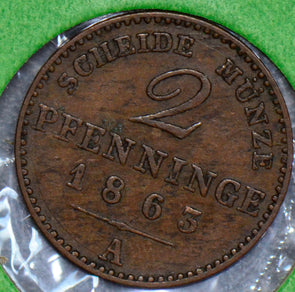 SCHEIDE MÜNZE
2
PFENNINGE
1863
A